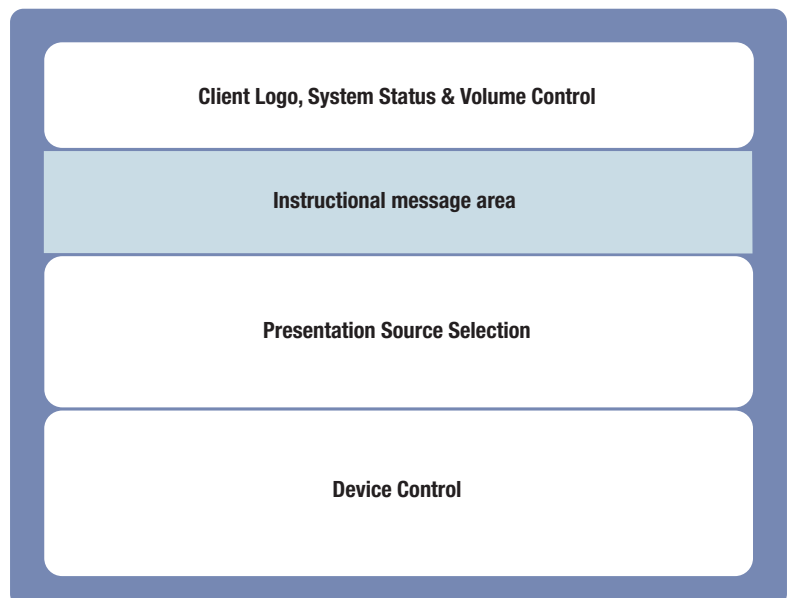 Client Logo, System Status & Volume Control
Instructional message area
Presentation Source Selection
Device Control